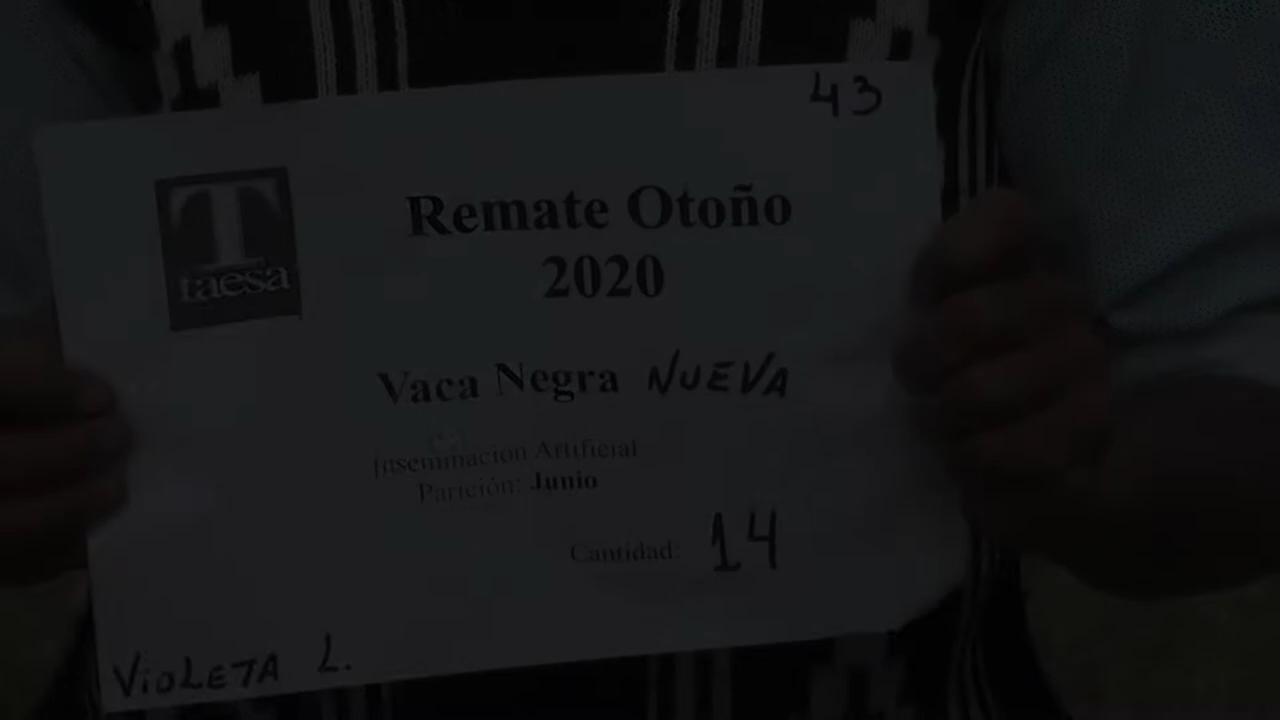 43
T
taesa
Remate Otoño
2020
Vaca Negra NUEVA
Inseminacion Artificial
Parición: Junio
Cantidad: 14
VIOLETA L.